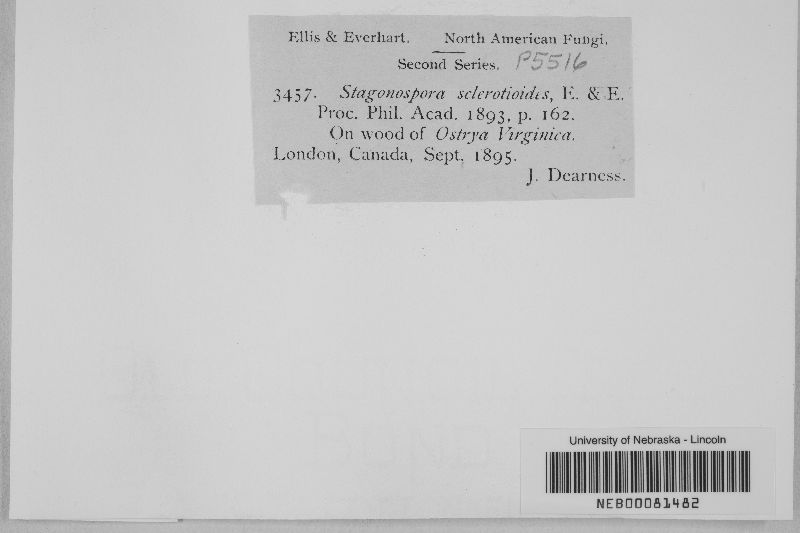 Ellis & Everhart. North American Fungi.
Second Series. P5516
3457. Stagonospora sclerotioides, E. & E.
Proc. Phil. Acad. 1893, p. 162.
On wood of Ostrya Virginica.
London, Canada, Sept. 1895.
J. Dearness.
University of Nebraska - Lincoln
NEB00081482